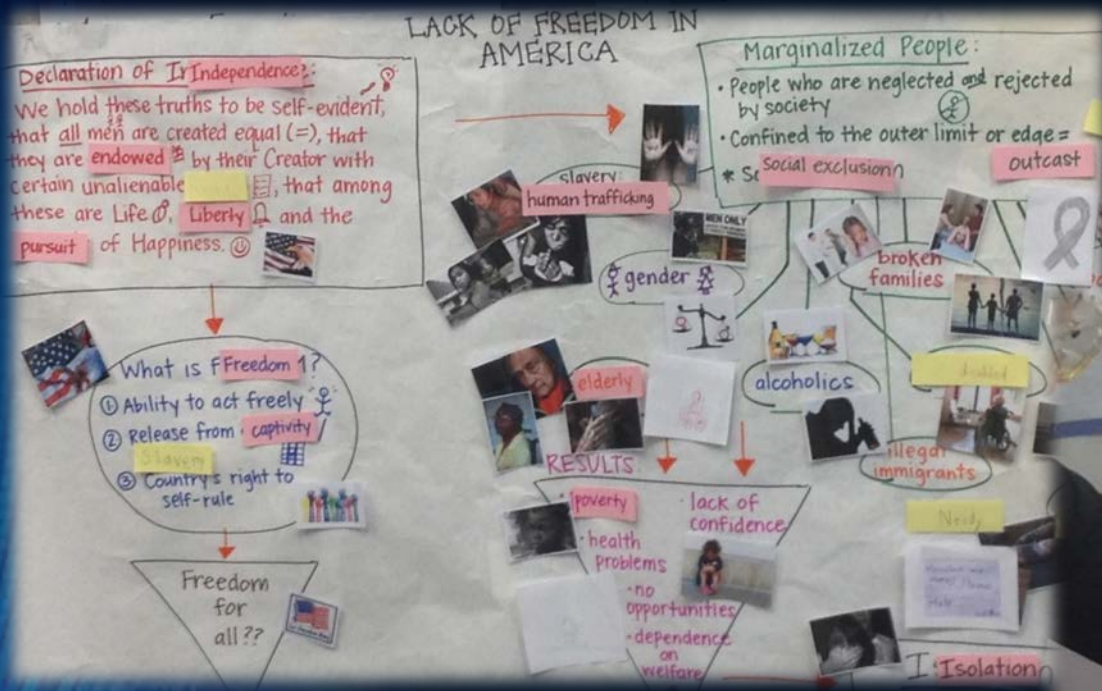 LACK OF FREEDOM IN
AMERICA
Declaration of Independence:
We hold these truths to be self-evident,
that all men are created equal (=), that
they are endowed by their Creator with
certain unalienable, that among
these are Life, Liberty and the
pursuit of Happiness.
What is Freedom?
① Ability to act freely
② Release from captivity/
Slavery
③ Country's right to
self-rule
Freedom
for
all??
Marginalized People:
• People who are neglected and rejected
by society
• Confined to the outer limit or edge =
outcast
* Social exclusion
slavery:
human trafficking
MEN ONLY
gender
broken
families
elderly
alcoholics
disabled
illegal
immigrants
Needy
RESULTS
• poverty
• health
problems
• no
opportunities
• dependence
on
welfare
• lack of
confidence
Isolation